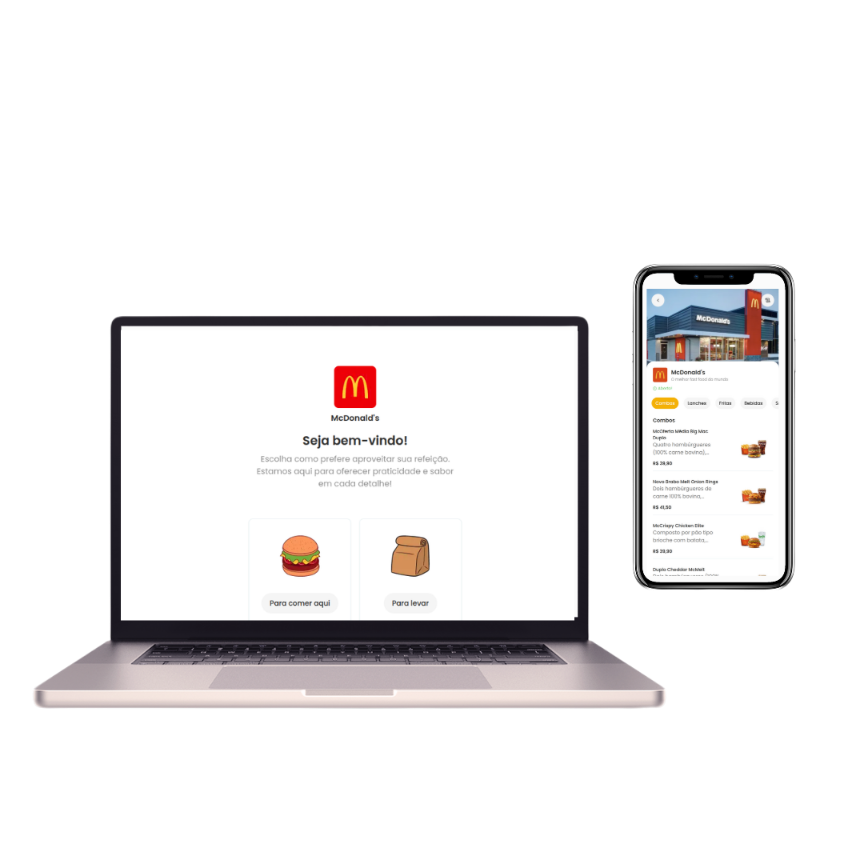 McDonald's
Seja bem-vindo!
Escolha como prefere aproveitar sua refeição.
Estamos aqui para oferecer praticidade e sabor
em cada detalhe!
Para comer aqui
Para levar
McDonald's
McDonald's
O melhor fast food do mundo
Aberto
Combos
Lanches
Fritas
Bebidas
S
Combos
McOferta Média Big Mac
Duplo
Quatro hambúrgueres
(100% carne bovina),...
R$ 39,90
Novo Brabo Melt Onion Rings
Dois hambúrgueres de
carne 100% bovina,...
R$ 41,50
McCrispy Chicken Elite
Composto por pão tipo
brioche com batata,...
R$ 39,90
Duplo Cheddar McMelt